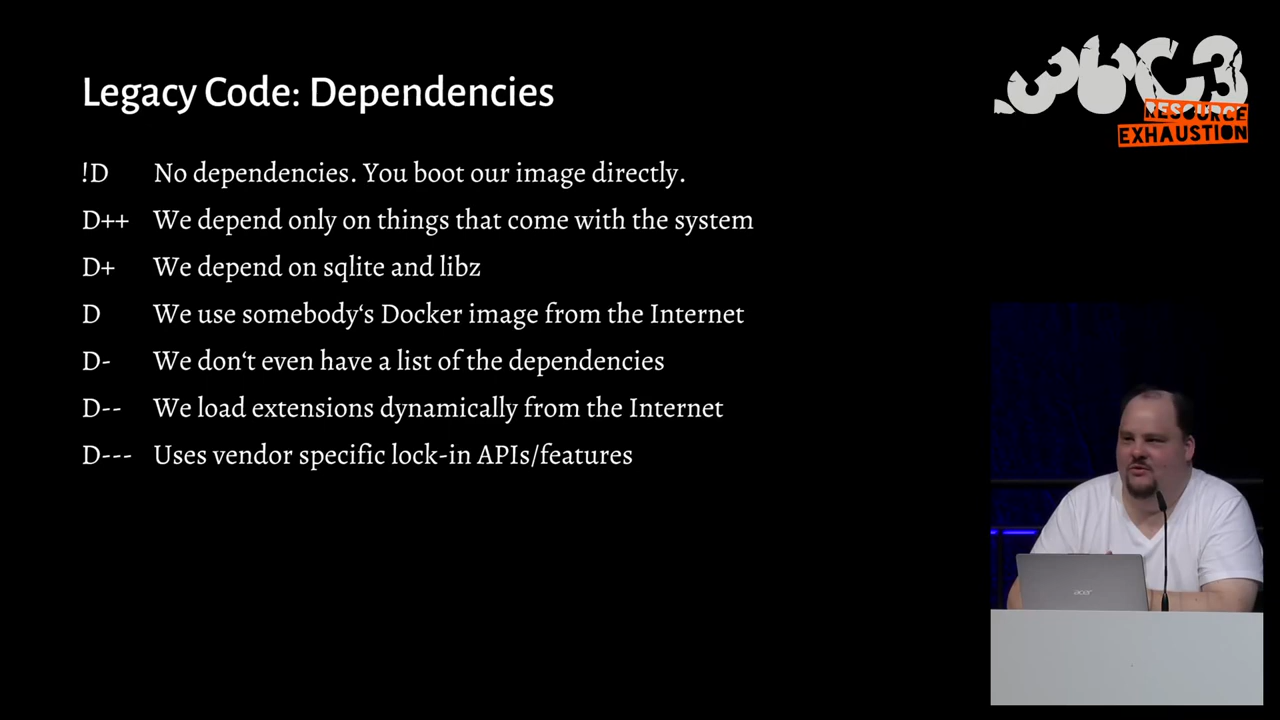 Legacy Code: Dependencies
!D No dependencies. You boot our image directly.
D++ We depend only on things that come with the system
D+ We depend on sqlite and libz
D We use somebody‘s Docker image from the Internet
D- We don‘t even have a list of the dependencies
D-- We load extensions dynamically from the Internet
D--- Uses vendor specific lock-in APIs/features
36C3
RESOURCE
EXHAUSTION
acer